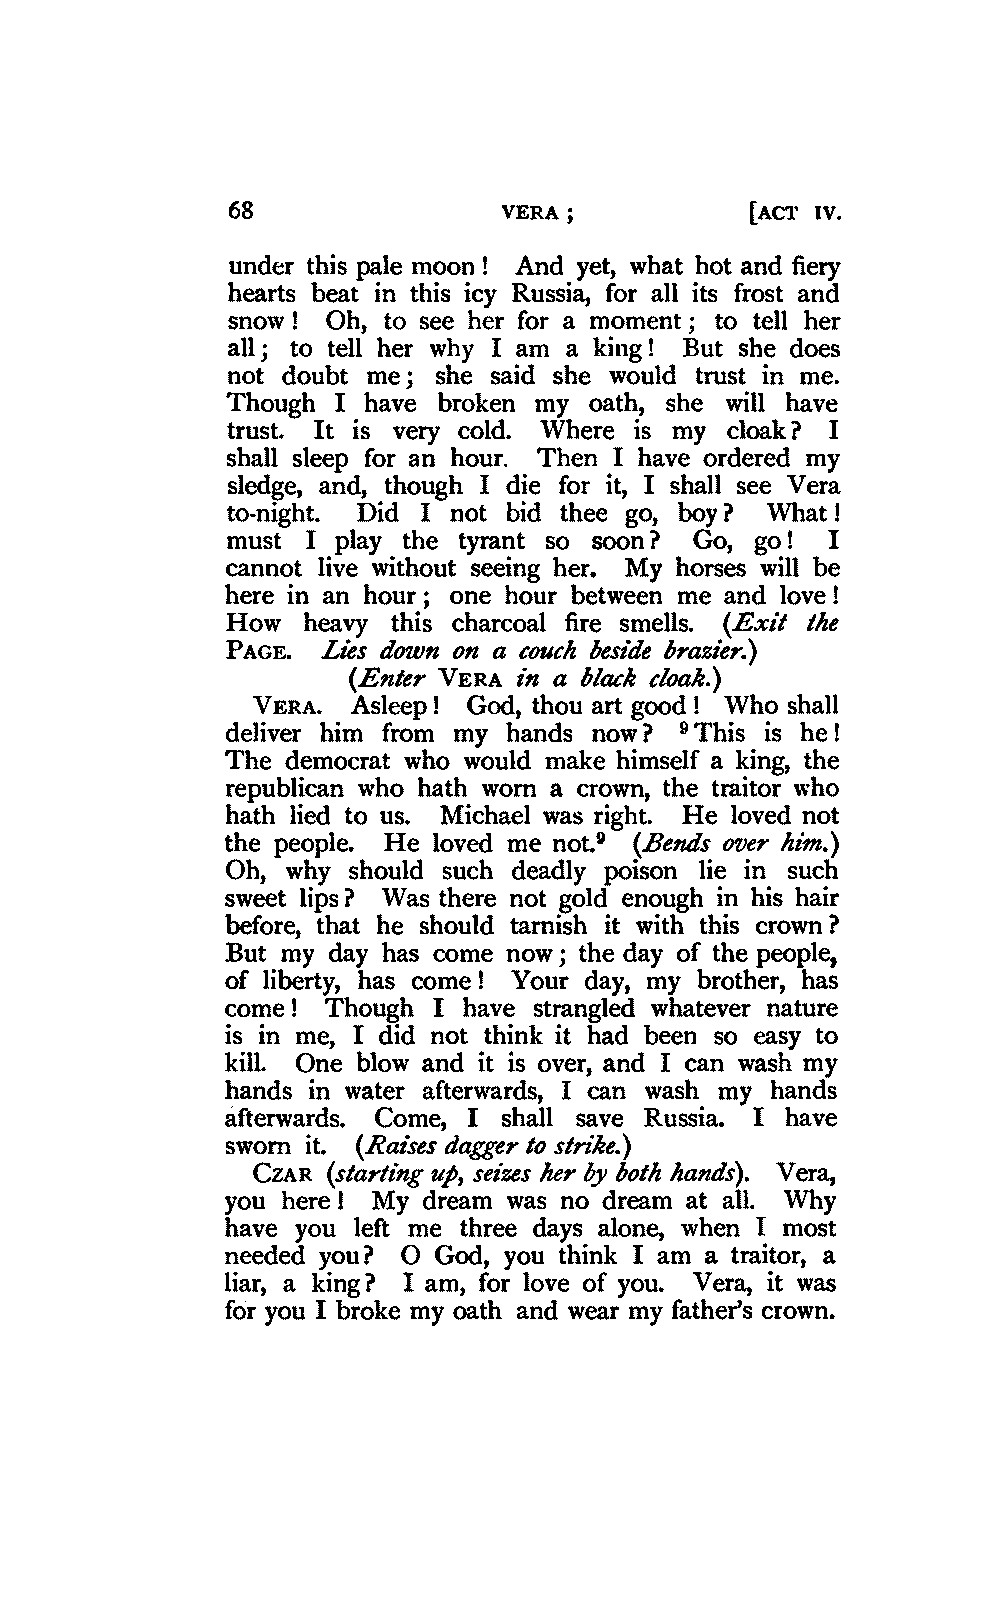 68 VERA ; [ACT IV.
under this pale moon ! And yet, what hot and fiery
hearts beat in this icy Russia, for all its frost and
snow ! Oh, to see her for a moment ; to tell her
all ; to tell her why I am a king ! But she does
not doubt me ; she said she would trust in me.
Though I have broken my oath, she will have
trust. It is very cold. Where is my cloak ? I
shall sleep for an hour. Then I have ordered my
sledge, and, though I die for it, I shall see Vera
to-night. Did I not bid thee go, boy ? What !
must I play the tyrant so soon ? Go, go ! I
cannot live without seeing her. My horses will be
here in an hour ; one hour between me and love !
How heavy this charcoal fire smells. (Exit the
PAGE. Lies down on a couch beside brazier.)
(Enter VERA in a black cloak.)
VERA. Asleep ! God, thou art good ! Who shall
deliver him from my hands now ? ⁹This is he !
The democrat who would make himself a king, the
republican who hath worn a crown, the traitor who
hath lied to us. Michael was right. He loved not
the people. He loved me not.⁹ (Bends over him.)
Oh, why should such deadly poison lie in such
sweet lips ? Was there not gold enough in his hair
before, that he should tarnish it with this crown ?
But my day has come now ; the day of the people,
of liberty, has come ! Your day, my brother, has
come ! Though I have strangled whatever nature
is in me, I did not think it had been so easy to
kill. One blow and it is over, and I can wash my
hands in water afterwards, I can wash my hands
afterwards. Come, I shall save Russia. I have
sworn it. (Raises dagger to strike.)
CZAR (starting up, seizes her by both hands). Vera,
you here ! My dream was no dream at all. Why
have you left me three days alone, when I most
needed you ? O God, you think I am a traitor, a
liar, a king ? I am, for love of you. Vera, it was
for you I broke my oath and wear my father's crown.